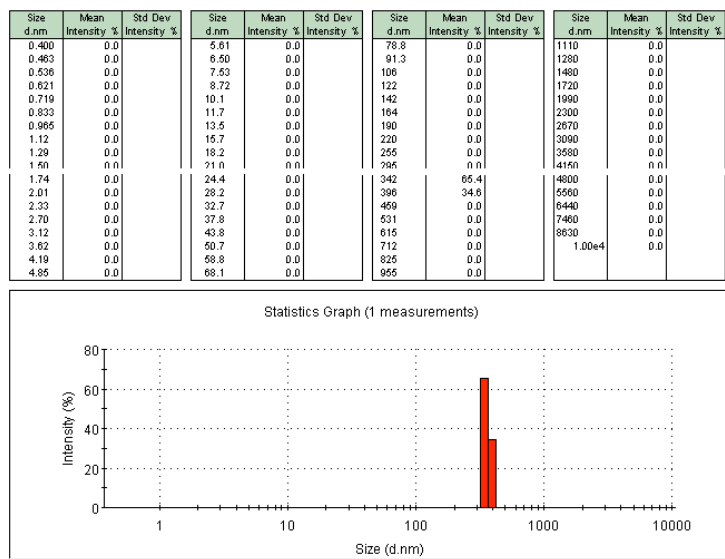 Size Mean Std Dev Size Mean Std Dev Size Mean Std Dev Size Mean Std Dev
d.nm Intensity % Intensity % d.nm Intensity % Intensity % d.nm Intensity % Intensity % d.nm Intensity % Intensity %
0.400 0.0 5.61 0.0 78.8 0.0 1110 0.0
0.463 0.0 6.50 0.0 91.3 0.0 1280 0.0
0.536 0.0 7.53 0.0 106 0.0 1480 0.0
0.621 0.0 8.72 0.0 122 0.0 1720 0.0
0.719 0.0 10.1 0.0 142 0.0 1990 0.0
0.833 0.0 11.7 0.0 164 0.0 2300 0.0
0.965 0.0 13.5 0.0 190 0.0 2670 0.0
1.12 0.0 15.7 0.0 220 0.0 3090 0.0
1.29 0.0 18.2 0.0 255 0.0 3580 0.0
1.50 0.0 21.0 0.0 295 0.0 4150 0.0
1.74 0.0 24.4 0.0 342 65.4 4800 0.0
2.01 0.0 28.2 0.0 396 34.6 5560 0.0
2.33 0.0 32.7 0.0 459 0.0 6440 0.0
2.70 0.0 37.8 0.0 531 0.0 7460 0.0
3.12 0.0 43.8 0.0 615 0.0 8630 0.0
3.62 0.0 50.7 0.0 712 0.0 1.00e4 0.0
4.19 0.0 58.8 0.0 825 0.0
4.85 0.0 68.1 0.0 955 0.0
Statistics Graph (1 measurements)
80
60
40
20
0
Intensity (%)
1 10 100 1000 10000
Size (d.nm)